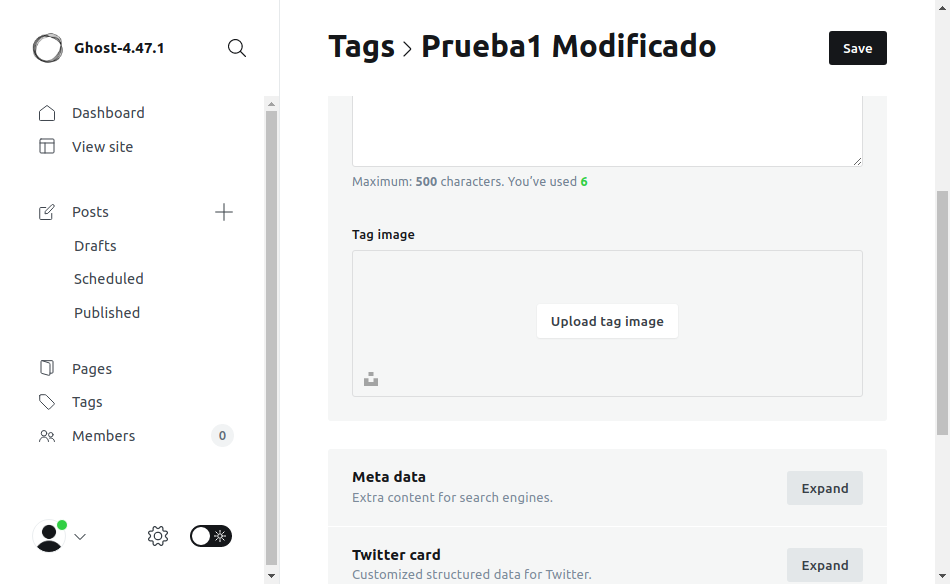 Ghost-4.47.1
Dashboard
View site
Posts
Drafts
Scheduled
Published
Pages
Tags
Members 0
Tags > Prueba1 Modificado
Save
Maximum: 500 characters. You’ve used 6
Tag image
Upload tag image
Meta data
Extra content for search engines.
Expand
Twitter card
Customized structured data for Twitter.
Expand